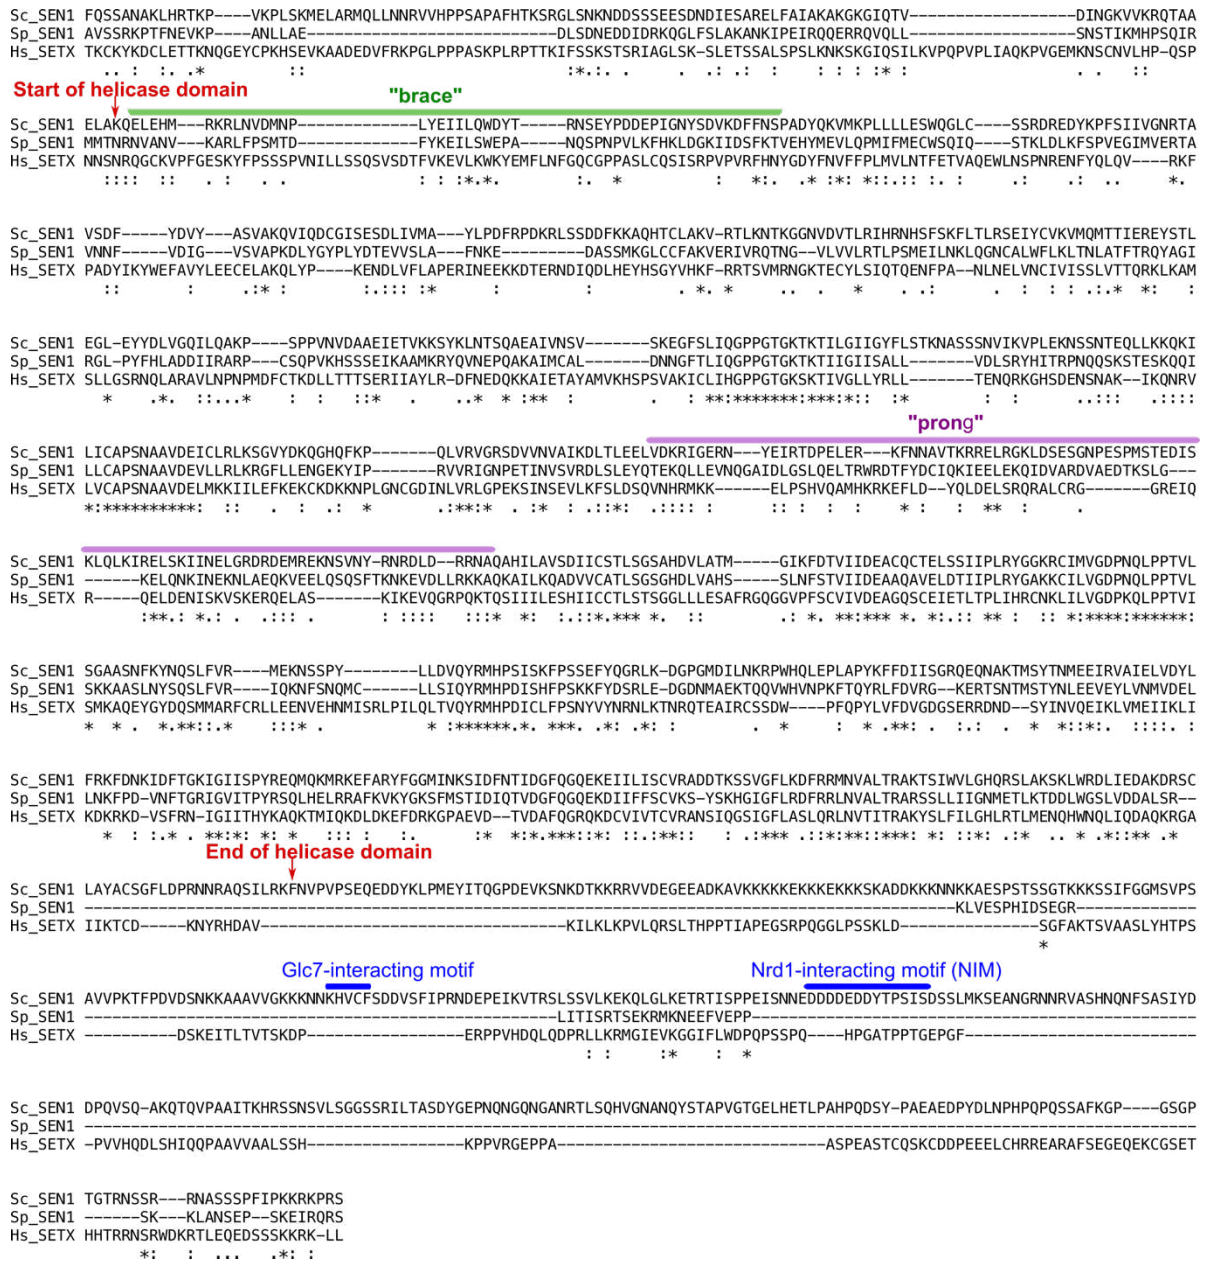 Sc_SEN1 FQSSANAKLHRTKP----VKPLSKMELARMQLLNNRVVHPPSAPAFHTKSRGLSNKNDDSSSEESDNDIESARELFAIAKAKGKGIQTV------------------DINGKVVKRQTAA
Sp_SEN1 AVSSRKPTFNEVKP----ANLLAE---------------------------DLSDNEDDIDRKQGLFSLAKANKIPEIRQQERRQVQLL------------------SNSTIKMHPSQIR
Hs_SETX TKCKYKDCLETTKNQGEYCPKHSEVKAADEDVFRKPGLPPPASKPLRPTTKIFSSKSTSRIAGLSK-SLETSSALSPSLKNKSKGIQSILKVPQPVPLIAQKPVGEMKNSCNVLHP-QSP
.. : :. .* :: :*.:. . . .: .: : : : :* : . . ::
Start of helicase domain
"brace"
Sc_SEN1 ELAKQELEHM---RKRLNVDMNP------------LYEIILQWDYT-----RNSEYPDDEPIGNYSDVKDFFNSPADYQKVMKPLLLLESWQGLC----SSRDREDYKPFSIIVGNRTA
Sp_SEN1 MMTNRNVANV---KARLFPSMTD------------FYKEILSWEPA-----NQSPNPVLKFHKLDGKIIDSFKTVEHYMEVLQPMIFMECWSQIQ----STKLDLKFSPVEGIMVERTA
Hs_SETX NNSNRQGCKVPFGESKYFPSSSPVNILLSSQSVSDTFVKEVLKWKYEMFLNFGQCGPPASLCQSISRPVPVRFHNYGDYFNVFFPLMVLNTFETVAQEWLNSPNRENFYQLQV---RKF
:::: :: . : . . : : :*.*. :. * : *:. .* :*: *::.:: :. : .: .: .. *.
Sc_SEN1 VSDF-----YDVY---ASVAKQVIQDCGISESDLIVMA---YLPDFRPDKRLSSDDFKKAQHTCLAKV-RTLKNTKGGNVDVTLRIHRNHSFSKFLTLRSEIYCVKVMQMTTIEREYSTL
Sp_SEN1 VNNF-----VDIG---VSVAPKDLYGYPLYDTEVVSLA---FNKE-------DASSMKGLCCFAKVERIVRQTNG--VLVVLRTLPSMEILNKLQGNCALWFLKLTNLATFTRQYAGI
Hs_SETX PADYIKYWEFAVYLEECELAKQLYP----KENDLVFLAPERINEEKKDTERNDIQDLHEYHSGYVHKF-RRTSVMRNGKTECYLSIQTQENFPA--NLNELVNCIVISSLVTTQRKLKAM
:: : .:* : :.::: :* : : . *. * .. . * . .: . : : : .:.* *: :
Sc_SEN1 EGL-EYYDLVGQILQAKP----SPPVNVDAAEIETVKKSYKLNTSQAEAIVNSV-------SKEGFSLIQGPPGTGKTKTILGIIGYFLSTKNASSSNVIKVPLEKNSSNTEQLLKKQKI
Sp_SEN1 RGL-PYFHLADDIIRARP---CSQPVKHSSSEIKAAMKRYQVNEPQAKAIMCAL-------DNNGFTLIQGPPGTGKTKTIIGIISALL-------VDLSRYHITRPNQQSKSTESKQQI
Hs_SETX SLLGSRNQLARAVLNPNPMDFCTKDLLTTTSERIIAYLR-DFNEDQKKAIETAYAMVKHSPSVAKICLIHGPPGTGKSKTIVGLLYRLL-------TENQRKGHSDENSNAK--IKQNRV
* .*. ::...* : : ::* . ..* * :** : . : **:*******:***:*: :* : : ..::: .::::
"prong"
Sc_SEN1 LICAPSNAAVDEICLRLKSGVYDKQGHQFKP-------QLVRVGRSDVVNVAIKDLTLEELVDKRIGERN---YEIRTDPELER---KFNNAVTKRRELRGKLDSESGNPESPMSTEDIS
Sp_SEN1 LLCAPSNAAVDEVLLRLKRGFLLENGEKYIP-------RVVRIGNPETINVSVRDLSLEYQTEKQLLEVNQGAIDLGSLQELTRWRDTFYDCIQKIEELEKQIDVARDVAEDTKSLG---
Hs_SETX LVCAPSNAAVDELMKKIILEFKEKCKDKKNPLGNCGDINLVRLGPEKSINSEVLKFSLDSQVNHRMKK------ELPSHVQAMHKRKEFLD--YQLDELSRQRALCRG-------GREIQ
*:**********: :: . : .: * .:**:* . :* : .::*: .:::: : :: : : : * : : ** : .
Sc_SEN1 KLQLKIRELSKIINELGRDRDEMREKNSVNY-RNRDLD--RRNAQAHILAVSDIICSTLSGSAHDVLATM-----GIKFDTVIIDEACQCTELSSIIPLRYGGKRCIMVGDPNQLPPTVL
Sp_SEN1 ------KELQNKINEKNLAEQKVEELQSQSFTKNKEVDLLRRKAQKAILKQADVVCATLSGSGHDLVAHS-----SLNFSTVIIDEAAQAVELDTIIPLRYGAKKCILVGDPNQLPPTVL
Hs_SETX R-----QELDENISKVSKERQELAS-------KIKEVQGRPQKTQSIIILESHIICCTLSTSGGLLLESAFRGQGGVPFSCVIVDEAGQSCEIETLTPLIHRCNKLILVGDPKQLPPTVI
:**.: *.: . .::: . : :::: ::* *: :.::*.*** *. :: .: *. **:*** *. *:.:: ** : :: *:****:******:
Sc_SEN1 SGAASNFKYNQSLFVR----MEKNSSPY--------LLDVQYRMHPSISKFPSSEFYQGRLK-DGPGMDILNKRPWHQLEPLAPYKFFDIISGRQEQNAKTMSYTNMEEIRVAIELVDYL
Sp_SEN1 SKKAASLNYSQSLFVR----IQKNFSNQMC------LLSIQYRMHPDISHFPSKKFYDSRLE-DGDNMAEKTQQVWHVNPKFTQYRLFDVRG--KERTSNTMSTYNLEEVEYLVNMVDEL
Hs_SETX SMKAQEYGYDQSMMARFCRLLEENVEHNMISRLPILQLTVQYRMHPDICLFPSNYVYNRNLKTNRQTEAIRCSSDW----PFQPYLVFDVGDGSERRDND--SYINVQEIKLVMEIIKLI
* * . *.**::.* :::* . * :******.*. ***. .*: .*: : . * : * .**: .: .: * *::*:. ::::. :
Sc_SEN1 FRKFDNKIDFTGKIGIISPYREQMQKMRKEFARYFGGMINKSIDFNTIDGFQGQEKEIILISCVRADDTKSSVGFLKDFRRMNVALTRAKTSIWVLGHQRSLAKSKLWRDLIEDAKDRSC
Sp_SEN1 LNKFPD-VNFTGRIGVITPYRSQLHELRRAFKVKYGKSFMSTIDIQTVDGFQGQEKDIIFFSCVKS-YSKHGIGFLRDFRRLNVALTRARSSLLIIGNMETLKTDDLWGSLVDDALSR--
Hs_SETX KDKRKD-VSFRN-IGIITHYKAQKTMIQKDLDKEFDRKGPAEVD--TVDAFQGRQKDCVIVTCVRANSIQGSIGFLASLQRLNVTITRAKYSLFILGHLRTLMENQHWNQLIQDAQKRGA
* : :.* . **:*: *: * ::: : :. :* *:*.***::*: ::.:**:: : .:*** .::*:**::***: *: ::*: .:* .. * .*::** .*
End of helicase domain
Sc_SEN1 LAYACSGFLDPRNNRAQSILRKFNVPVPSEQEDDYKLPMEYITQGPDEVKSNKDTKKRRVVDEGEEADKAVKKKKKEKKKEKKKSKADDKKKNNKKAESPSTSSGTKKKSSIFGGMSVPS
Sp_SEN1 ----------------------------------------------------------------------------------------------KLVESPHIDSEGR-------------
Hs_SETX IIKTCD-----KNYRHDAV---------------------------------KILKLKPVLQRSLTHPPTIAPEGSRPQGGLPSSKLD---------------SGFAKTSVAASLYHTPS
*
Glc7-interacting motif
Nrd1-interacting motif (NIM)
Sc_SEN1 AVVPKTFPDVDSNKKAAAVVGKKKNNKHVCFSDDVSFIPRNDEPEIKVTRSLSSVLKEKQLGLKETRTISPPEISNNEDDDDEDDYTPSISDSSLMKSEANGRNNRVASHNQNFSASIYD
Sp_SEN1 ---------------------------------------------------LITISRTSEKRMKNEEFVEPP------------------------------------------------
Hs_SETX ----------DSKEITLTVTSKDP-----------------ERPPVHDQLQDPRLLKRMGIEVKGGIFLWDPQPSSPQ----HPGATPPTGEPGF-------------------------
: : :* : *
Sc_SEN1 DPQVSQ-AKQTQVPAAITKHRSSNSVLSGGSSRILTASDYGEPNQNGQNGANRTLSQHVGNANQYSTAPVGTGELHETLPAHPQDSY-PAEAEDPYDLNPHPQPQSSAFKGP----GSGP
Sp_SEN1 ------------------------------------------------------------------------------------------------------------------------
Hs_SETX -PVVHQDLSHIQQPAAVVAALSSH-----------------KPPVRGEPPA-----------------------------ASPEASTCQSKCDDPEEELCHRREARAFSEGEQEKCGSET
Sc_SEN1 TGTRNSSR---RNASSSPFIPKKRKPRS
Sp_SEN1 ------SK---KLANSEP--SKEIRQRS
Hs_SETX HHTRRNSRWDKRTLEQEDSSSKKRK-LL
*: : ... .*: :